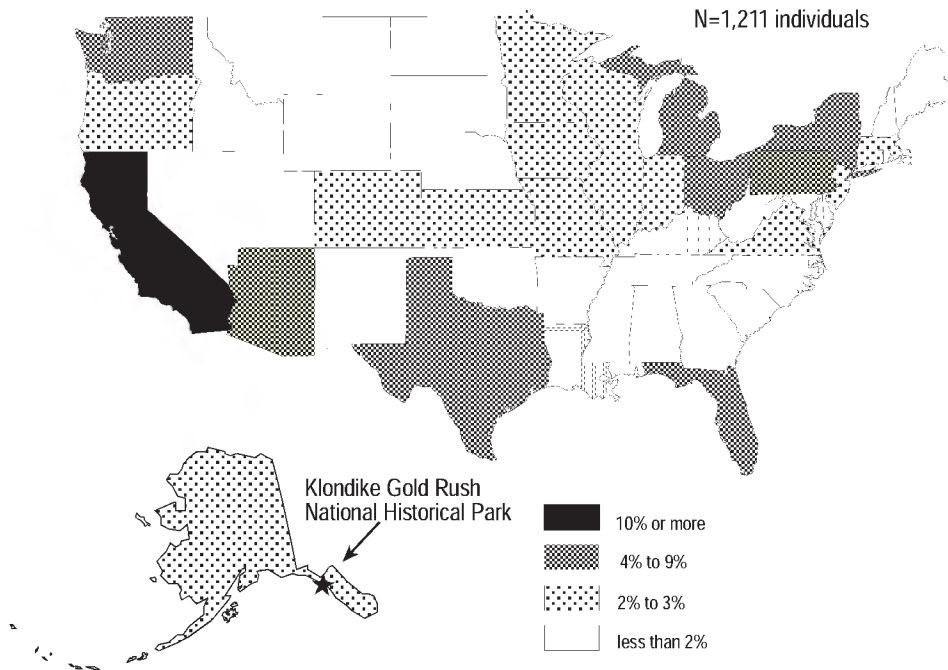 N=1,211 individuals
Klondike Gold Rush
National Historical Park
10% or more
4% to 9%
2% to 3%
less than 2%